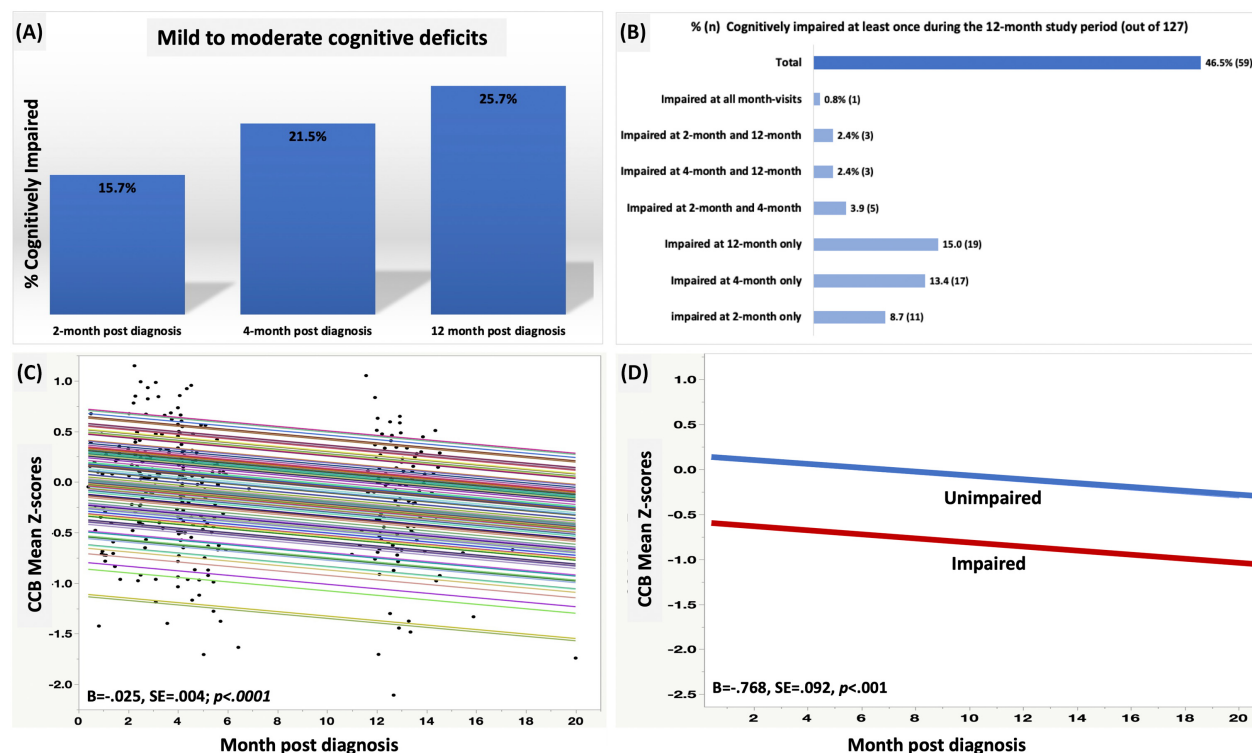 (A)
Mild to moderate cognitive deficits
% Cognitively Impaired
15.7%
21.5%
25.7%
2-month post diagnosis
4-month post diagnosis
12 month post diagnosis
(B)
% (n) Cognitively impaired at least once during the 12-month study period (out of 127)
Total
46.5% (59)
Impaired at all month-visits
0.8% (1)
Impaired at 2-month and 12-month
2.4% (3)
Impaired at 4-month and 12-month
2.4% (3)
Impaired at 2-month and 4-month
3.9 (5)
Impaired at 12-month only
15.0 (19)
Impaired at 4-month only
13.4 (17)
impaired at 2-month only
8.7 (11)
(C)
CCB Mean Z-scores
1.0
0.5
0.0
-0.5
-1.0
-1.5
-2.0
B=-.025, SE=.004; p<.0001
0 2 4 6 8 10 12 14 16 18 20
Month post diagnosis
(D)
CCB Mean Z-scores
1.0
0.5
0.0
-0.5
-1.0
-1.5
-2.0
-2.5
Unimpaired
Impaired
B=-.768, SE=.092, p<.001
2 4 6 8 10 12 14 16 18 20
Month post diagnosis